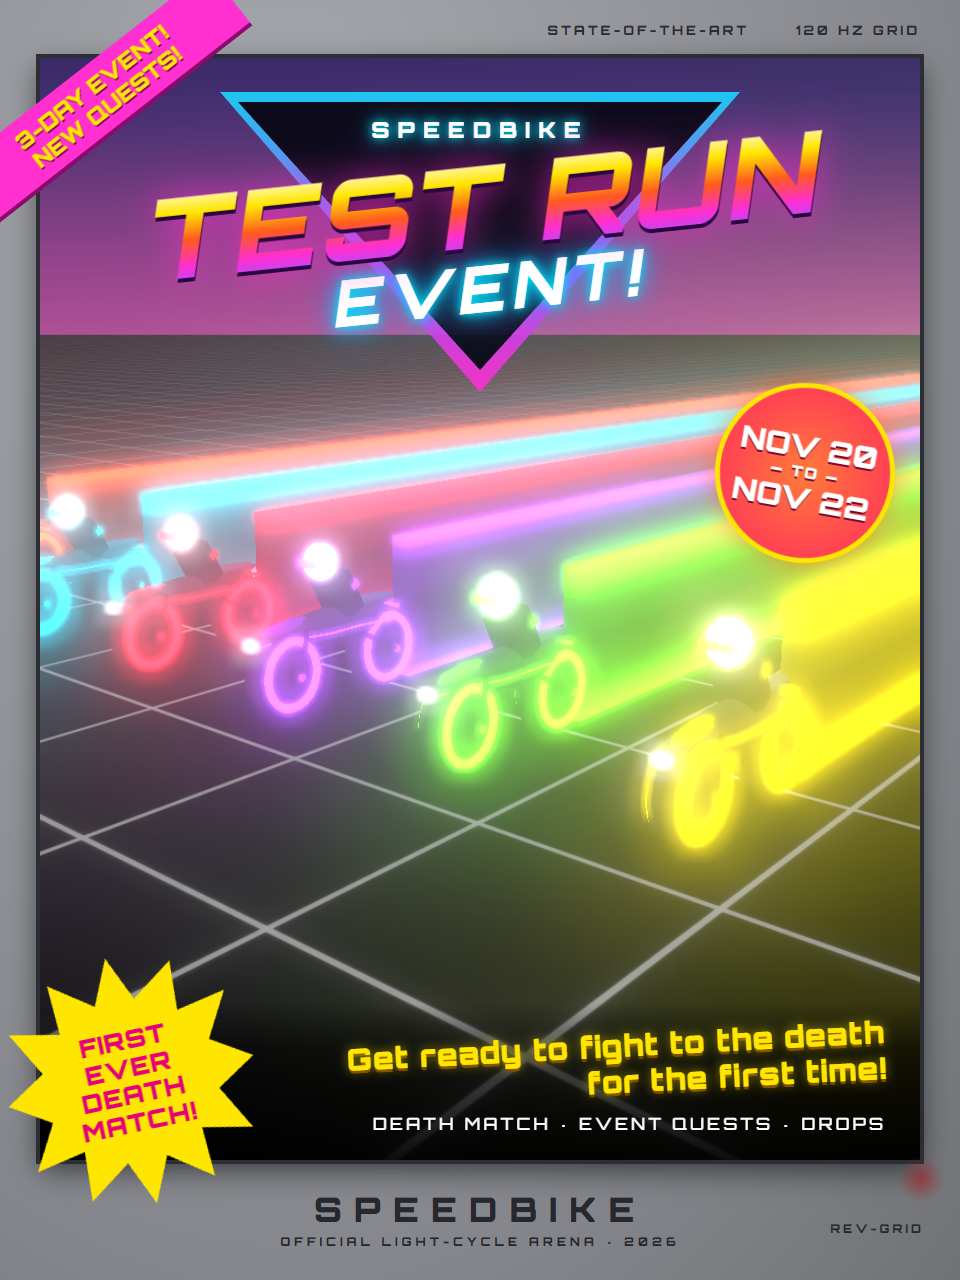 STATE-OF-THE-ART 120 HZ GRID
3-DAY EVENT!
NEW QUESTS!
SPEEDBIKE
TEST RUN
EVENT!
NOV 20
– TO –
NOV 22
FIRST
EVER
DEATH
MATCH!
Get ready to fight to the death
for the first time!
DEATH MATCH · EVENT QUESTS · DROPS
SPEEDBIKE
OFFICIAL LIGHT-CYCLE ARENA · 2026
REV-GRID